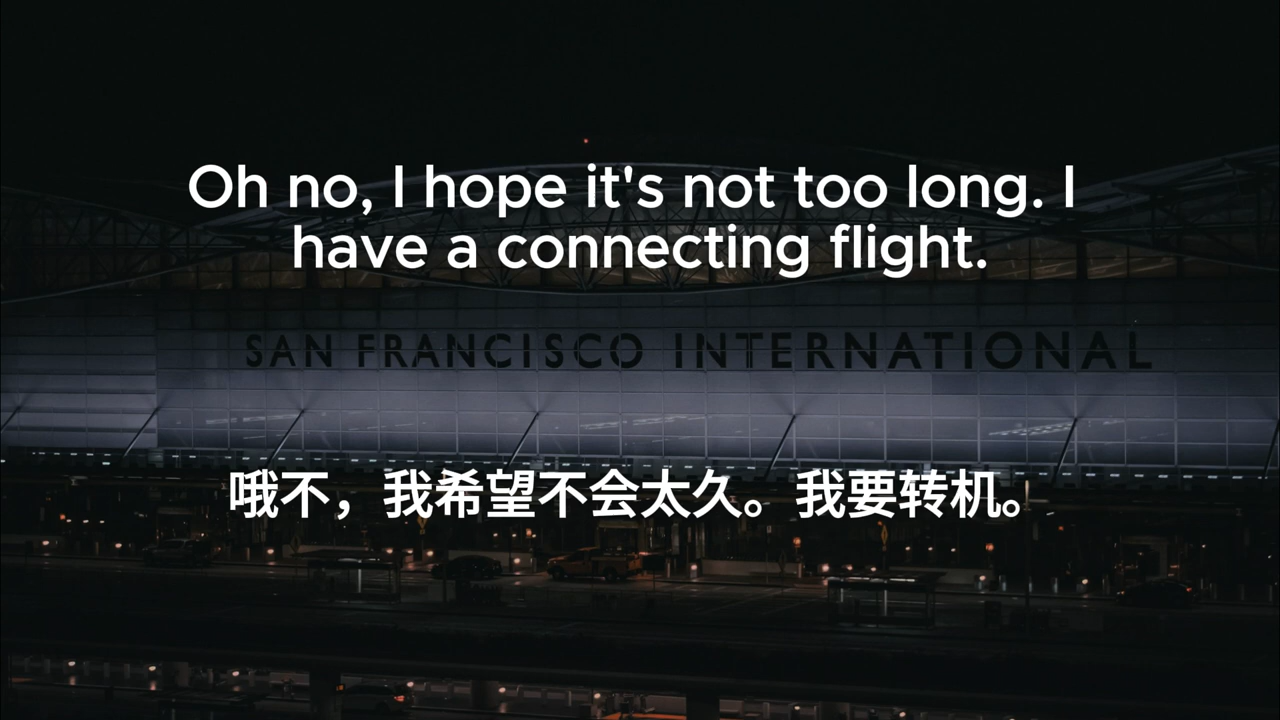 Oh no, I hope it's not too long. I
have a connecting flight.
SAN FRANCISCO INTERNATIONAL
哦不，我希望不会太久。我要转机。